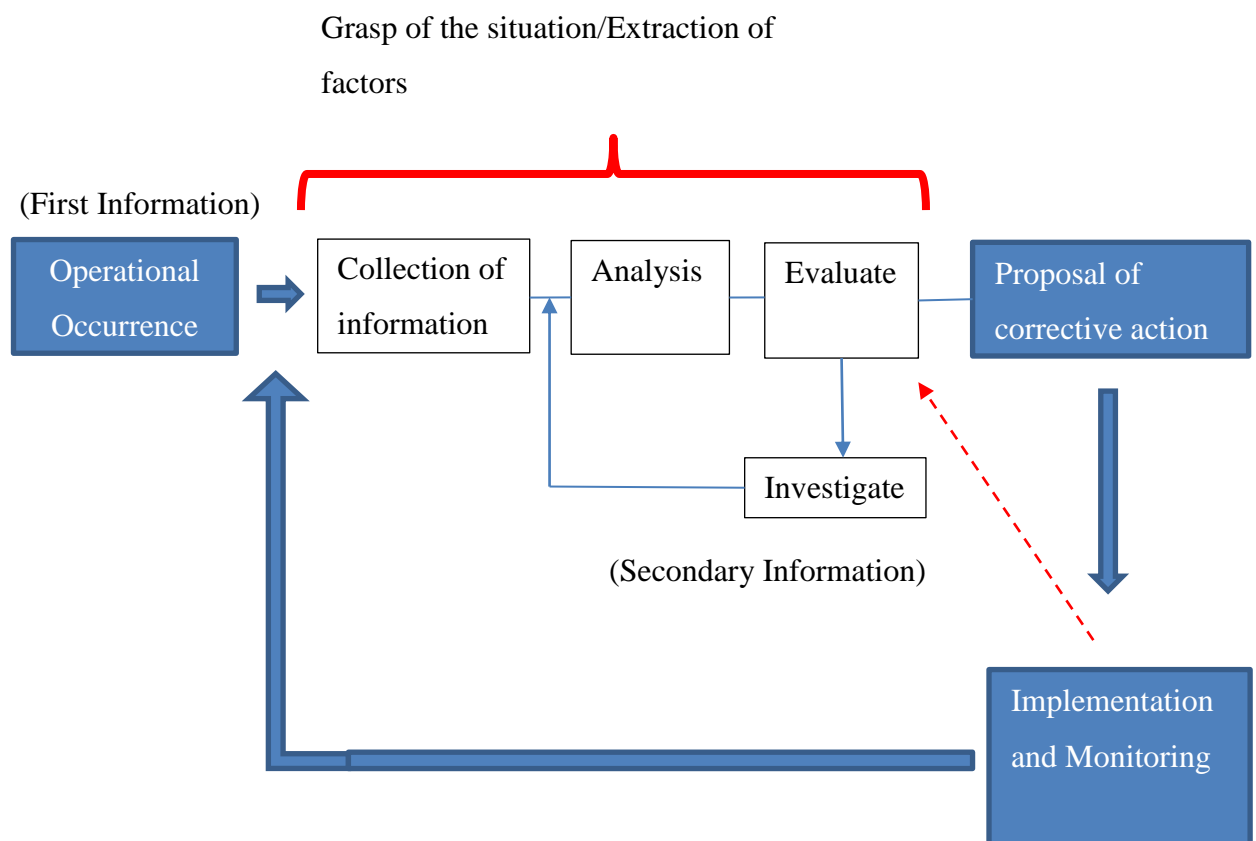 Grasp of the situation/Extraction of
factors
(First Information)
Operational
Occurrence
Collection of
information
Analysis
Evaluate
Proposal of
corrective action
Investigate
(Secondary Information)
Implementation
and Monitoring